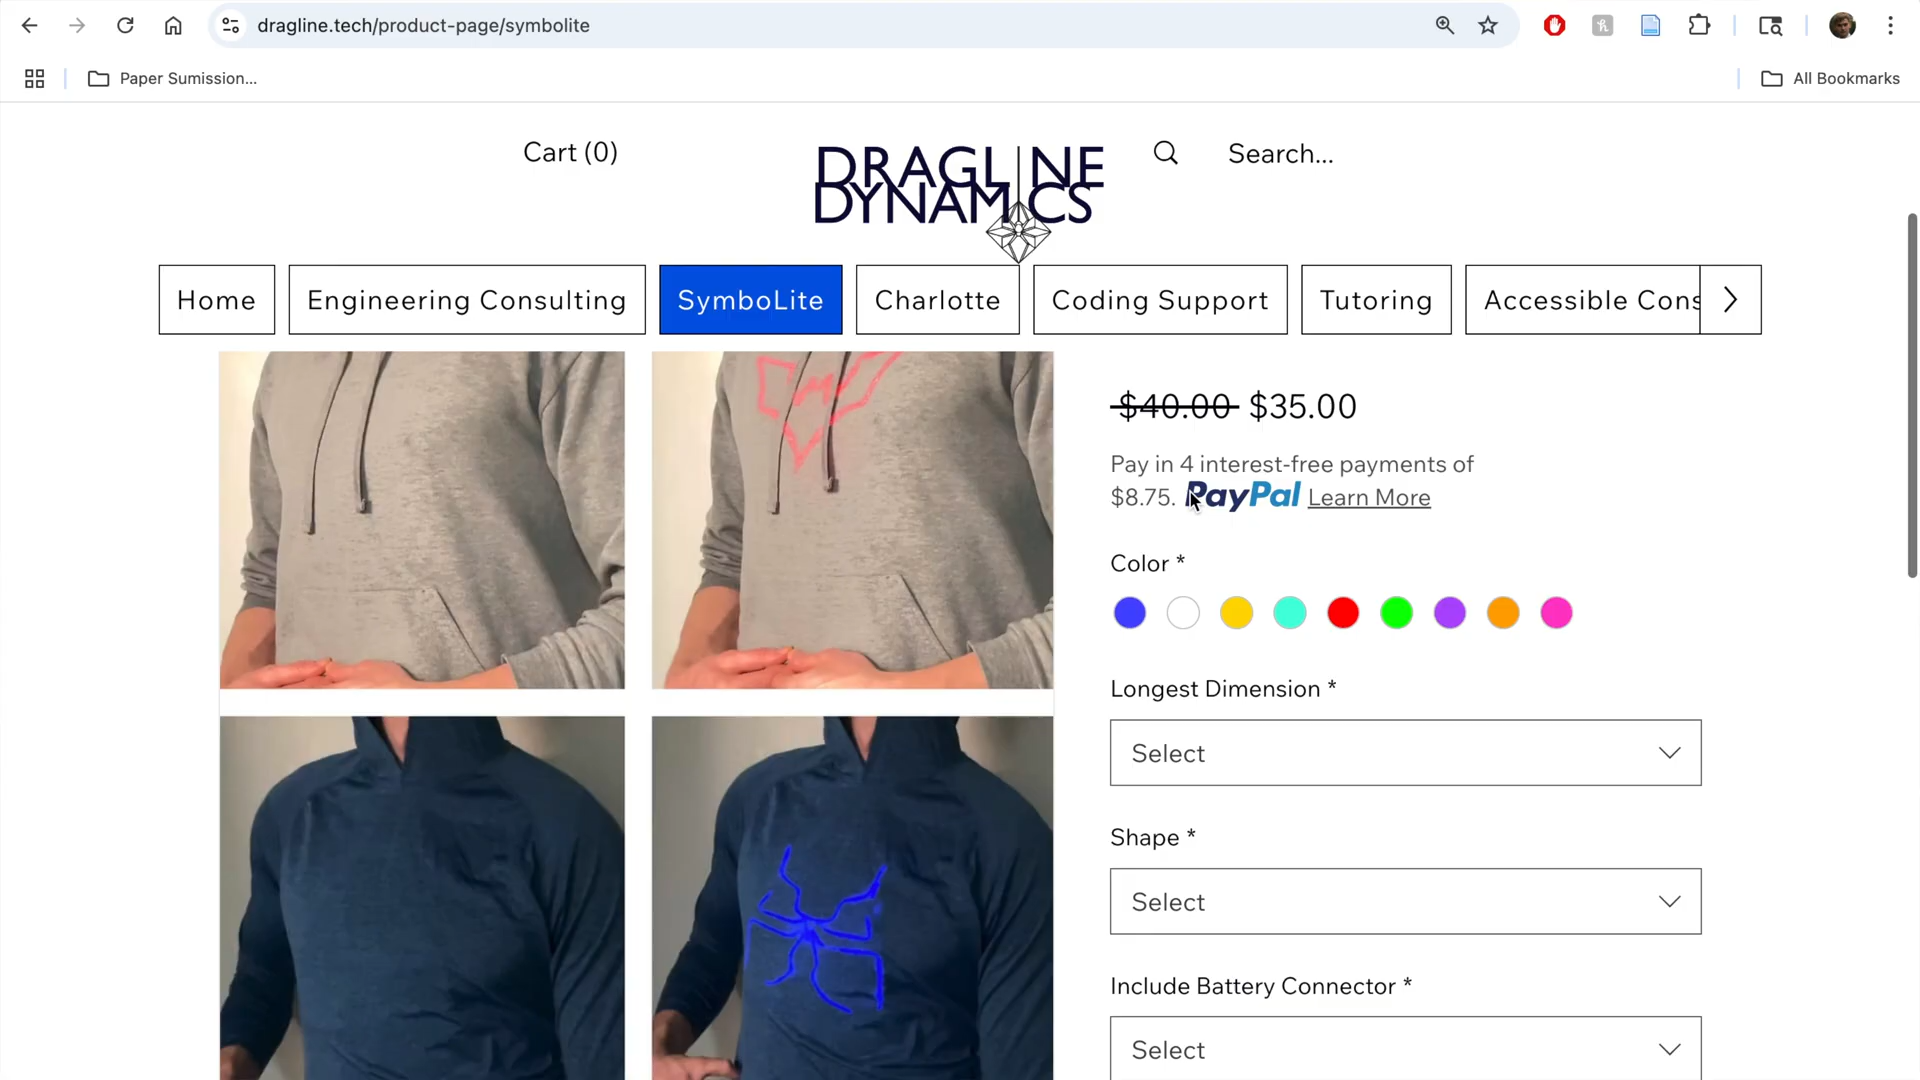 dragline.tech/product-page/symbolite
Paper Sumission...
All Bookmarks
Cart (0)
DRAGLINE
DYNAMICS
Search...
Home
Engineering Consulting
SymboLite
Charlotte
Coding Support
Tutoring
Accessible Cons
$40.00 $35.00
Pay in 4 interest-free payments of
$8.75. PayPal Learn More
Color *
Longest Dimension *
Select
Shape *
Select
Include Battery Connector *
Select